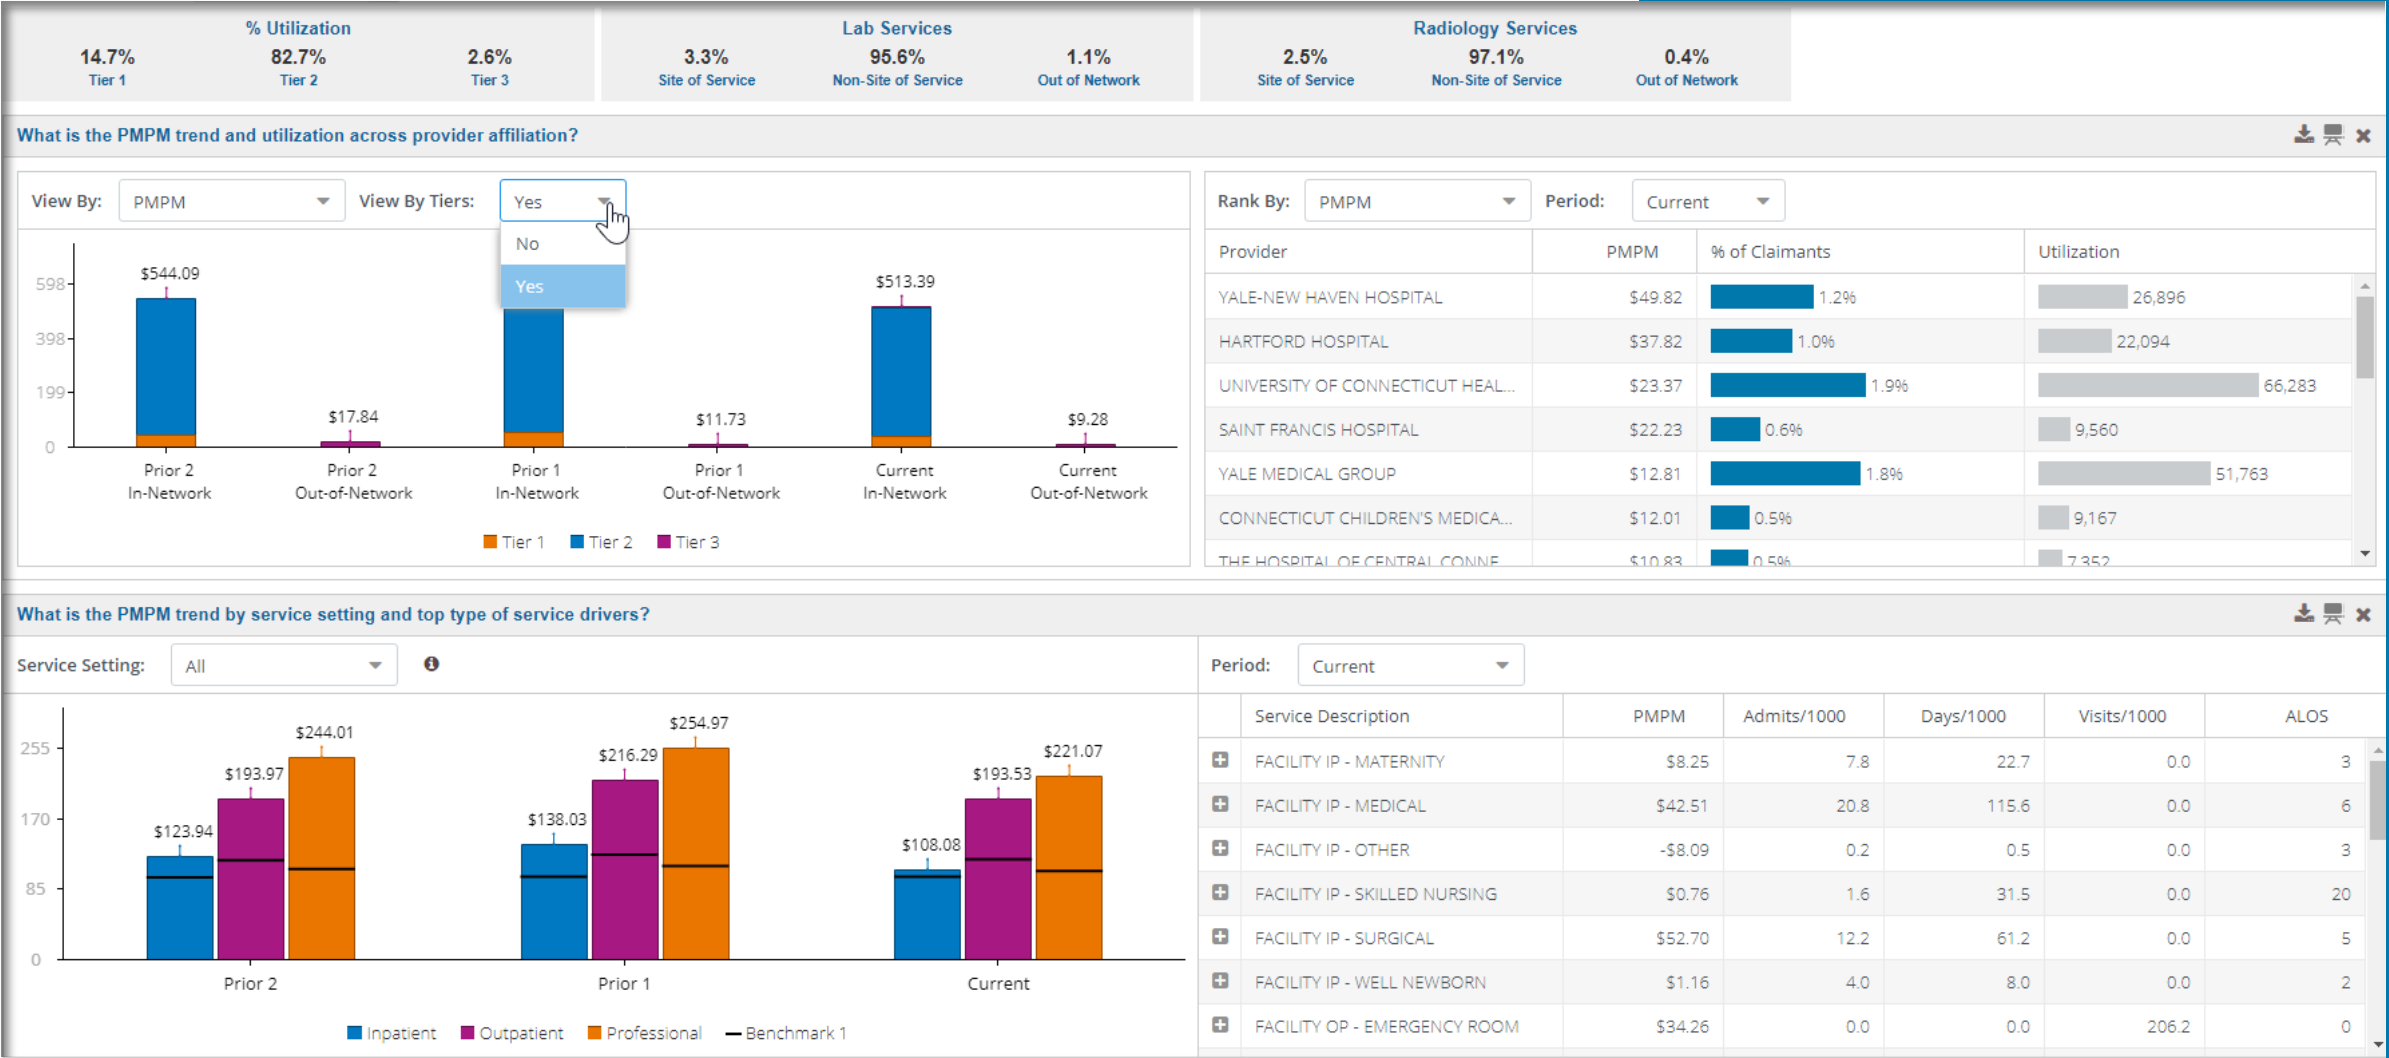 % Utilization
14.7% 82.7% 2.6%
Tier 1 Tier 2 Tier 3
Lab Services
3.3% 95.6% 1.1%
Site of Service Non-Site of Service Out of Network
Radiology Services
2.5% 97.1% 0.4%
Site of Service Non-Site of Service Out of Network
What is the PMPM trend and utilization across provider affiliation?
View By: PMPM View By Tiers: Yes
No
Yes
598
398
199
0
$544.09
$17.84
$11.73
$513.39
$9.28
Prior 2 In-Network
Prior 2 Out-of-Network
Prior 1 In-Network
Prior 1 Out-of-Network
Current In-Network
Current Out-of-Network
Tier 1 Tier 2 Tier 3
Rank By: PMPM Period: Current
Provider PMPM % of Claimants Utilization
YALE-NEW HAVEN HOSPITAL $49.82 1.2% 26,896
HARTFORD HOSPITAL $37.82 1.0% 22,094
UNIVERSITY OF CONNECTICUT HEAL... $23.37 1.9% 66,283
SAINT FRANCIS HOSPITAL $22.23 0.6% 9,560
YALE MEDICAL GROUP $12.81 1.8% 51,763
CONNECTICUT CHILDREN'S MEDICA... $12.01 0.5% 9,167
THE HOSPITAL OF CENTRAL CONNE $10.83 0.5% 7,352
What is the PMPM trend by service setting and top type of service drivers?
Service Setting: All
255
170
85
0
$123.94 $193.97 $244.01
$138.03 $216.29 $254.97
$108.08 $193.53 $221.07
Prior 2 Prior 1 Current
Inpatient Outpatient Professional Benchmark 1
Period: Current
Service Description PMPM Admits/1000 Days/1000 Visits/1000 ALOS
FACILITY IP - MATERNITY $8.25 7.8 22.7 0.0 3
FACILITY IP - MEDICAL $42.51 20.8 115.6 0.0 6
FACILITY IP - OTHER -$8.09 0.2 0.5 0.0 3
FACILITY IP - SKILLED NURSING $0.76 1.6 31.5 0.0 20
FACILITY IP - SURGICAL $52.70 12.2 61.2 0.0 5
FACILITY IP - WELL NEWBORN $1.16 4.0 8.0 0.0 2
FACILITY OP - EMERGENCY ROOM $34.26 0.0 0.0 206.2 0